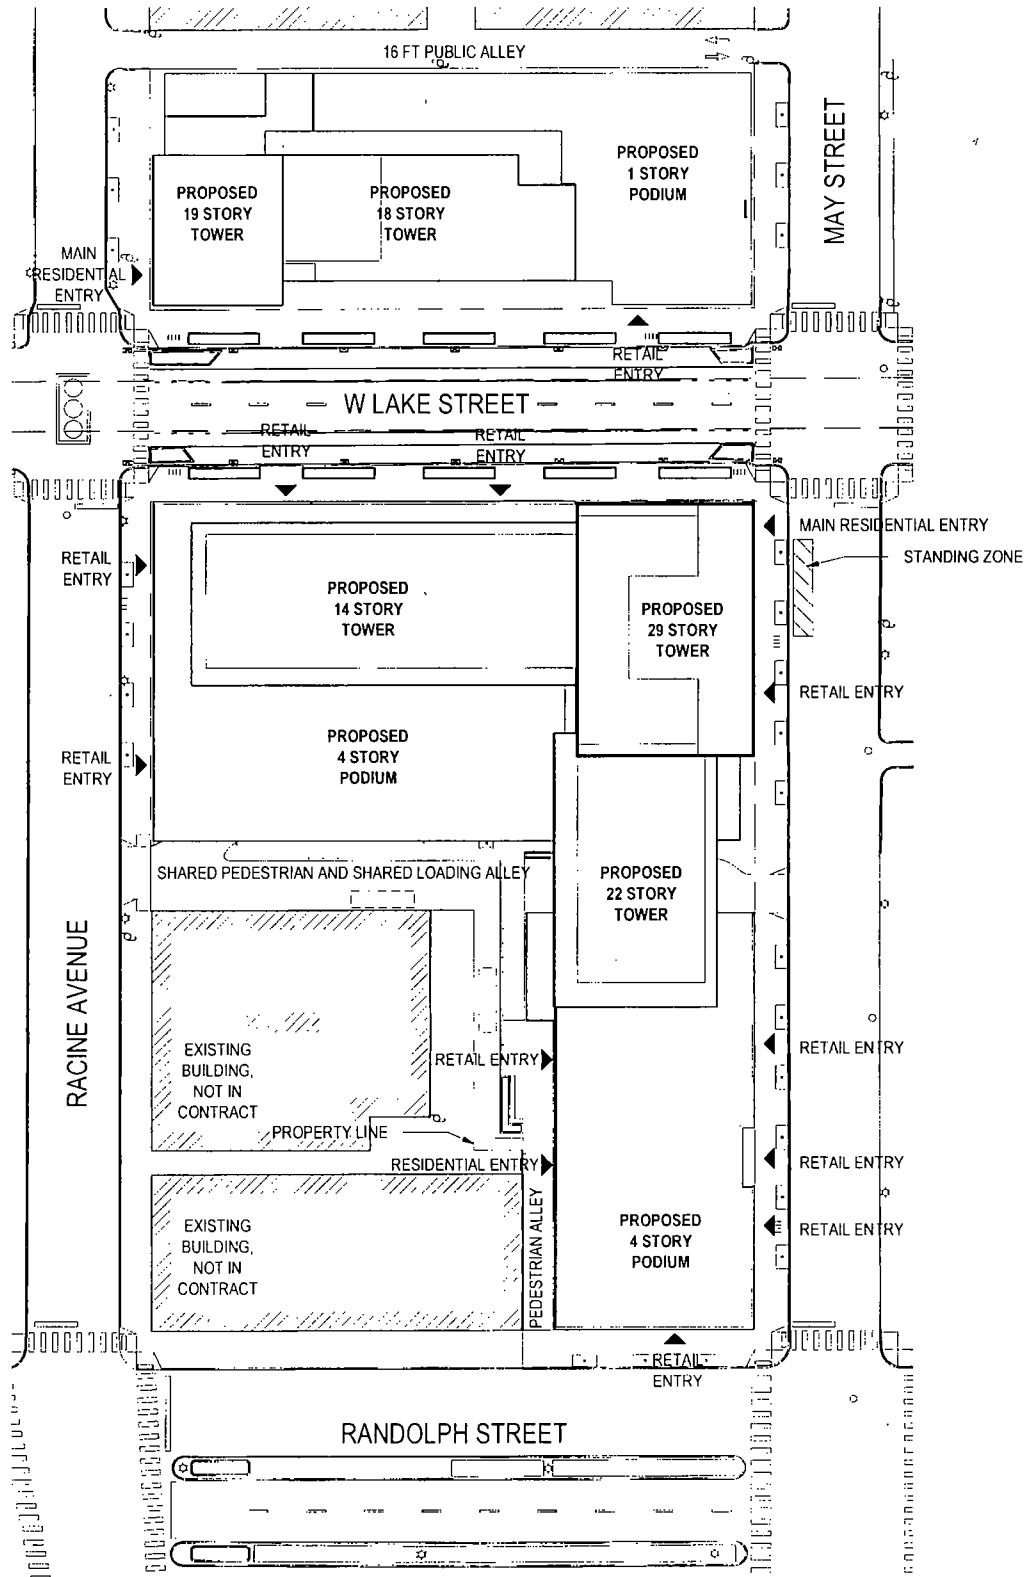 16 FT PUBLIC ALLEY
MAY STREET
PROPOSED
1 STORY
PODIUM
PROPOSED
19 STORY
TOWER
PROPOSED
18 STORY
TOWER
MAIN
RESIDENTIAL
ENTRY
RETAIL
ENTRY
W LAKE STREET
RETAIL
ENTRY
RETAIL
ENTRY
MAIN RESIDENTIAL ENTRY
STANDING ZONE
RETAIL
ENTRY
PROPOSED
14 STORY
TOWER
PROPOSED
29 STORY
TOWER
RETAIL ENTRY
RETAIL
ENTRY
PROPOSED
4 STORY
PODIUM
SHARED PEDESTRIAN AND SHARED LOADING ALLEY
PROPOSED
22 STORY
TOWER
RACINE AVENUE
EXISTING
BUILDING,
NOT IN
CONTRACT
RETAIL ENTRY
RETAIL ENTRY
PROPERTY LINE
RESIDENTIAL ENTRY
RETAIL ENTRY
PEDESTRIAN ALLEY
EXISTING
BUILDING,
NOT IN
CONTRACT
PROPOSED
4 STORY
PODIUM
RETAIL ENTRY
RETAIL
ENTRY
RANDOLPH STREET